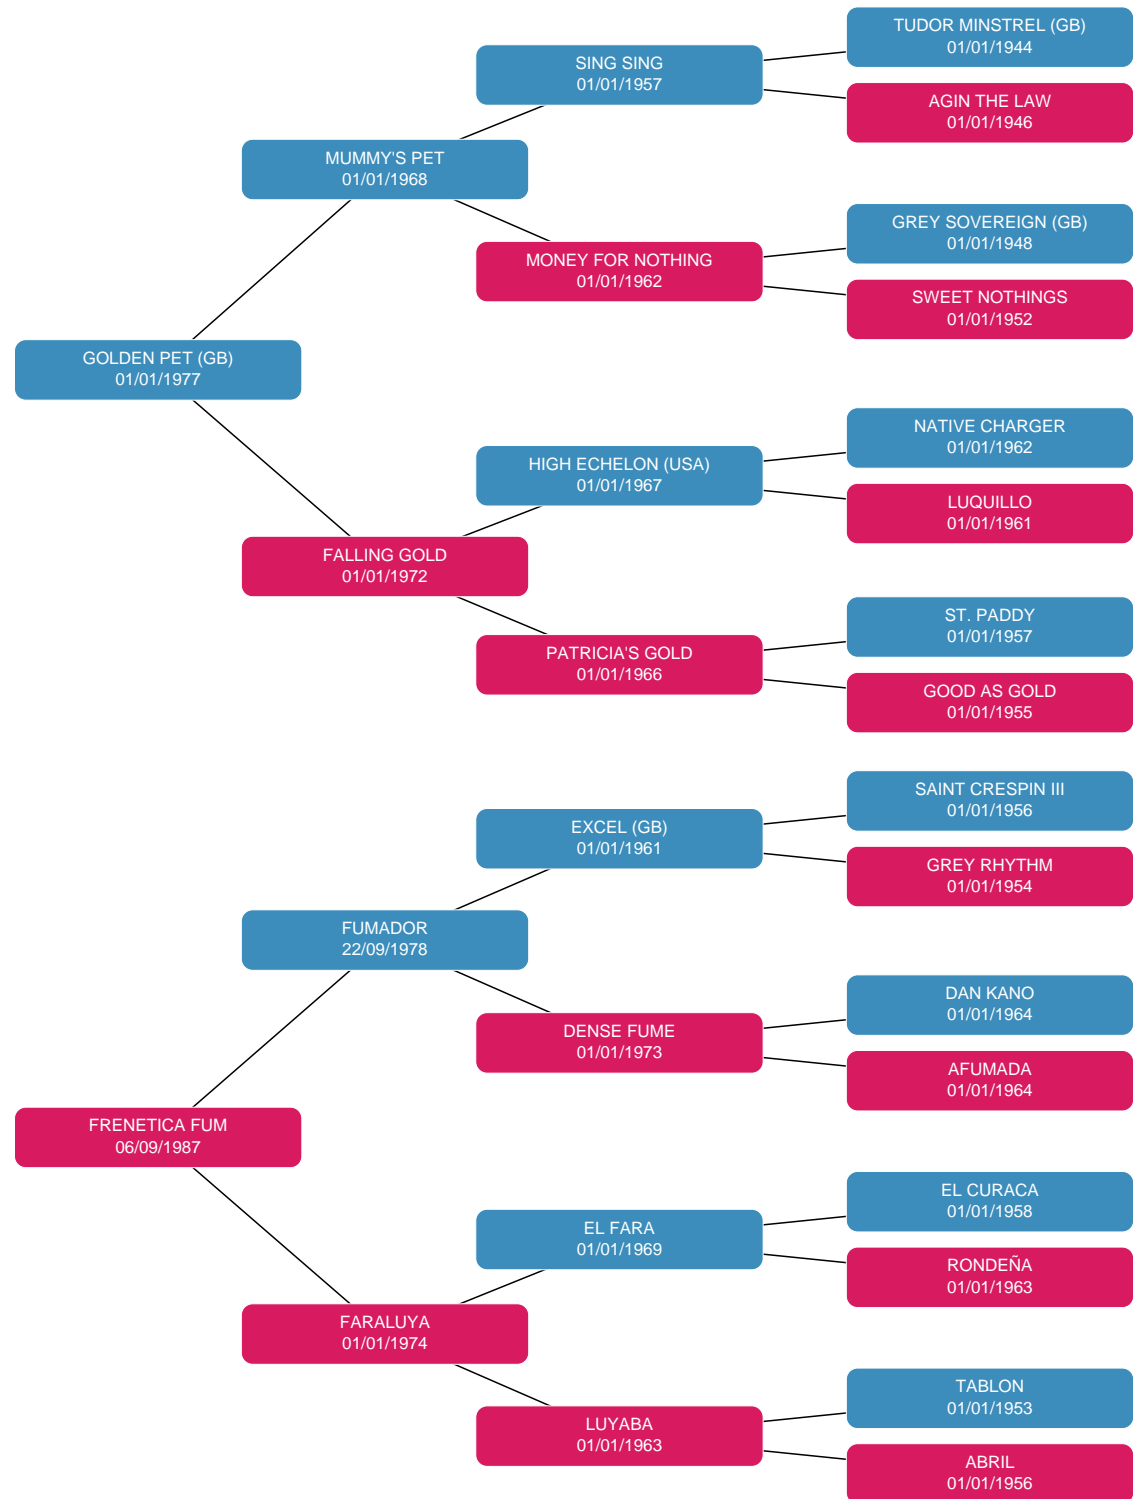 TUDOR MINSTREL (GB)
01/01/1944
SING SING
01/01/1957
AGIN THE LAW
01/01/1946
MUMMY'S PET
01/01/1968
GREY SOVEREIGN (GB)
01/01/1948
MONEY FOR NOTHING
01/01/1962
SWEET NOTHINGS
01/01/1952
GOLDEN PET (GB)
01/01/1977
NATIVE CHARGER
01/01/1962
HIGH ECHELON (USA)
01/01/1967
LUQUILLO
01/01/1961
FALLING GOLD
01/01/1972
ST. PADDY
01/01/1957
PATRICIA'S GOLD
01/01/1966
GOOD AS GOLD
01/01/1955
SAINT CRESPIN III
01/01/1956
EXCEL (GB)
01/01/1961
GREY RHYTHM
01/01/1954
FUMADOR
22/09/1978
DAN KANO
01/01/1964
DENSE FUME
01/01/1973
AFUMADA
01/01/1964
FRENETICA FUM
06/09/1987
EL CURACA
01/01/1958
EL FARA
01/01/1969
RONDEÑA
01/01/1963
FARALUYA
01/01/1974
TABLON
01/01/1953
LUYABA
01/01/1963
ABRIL
01/01/1956